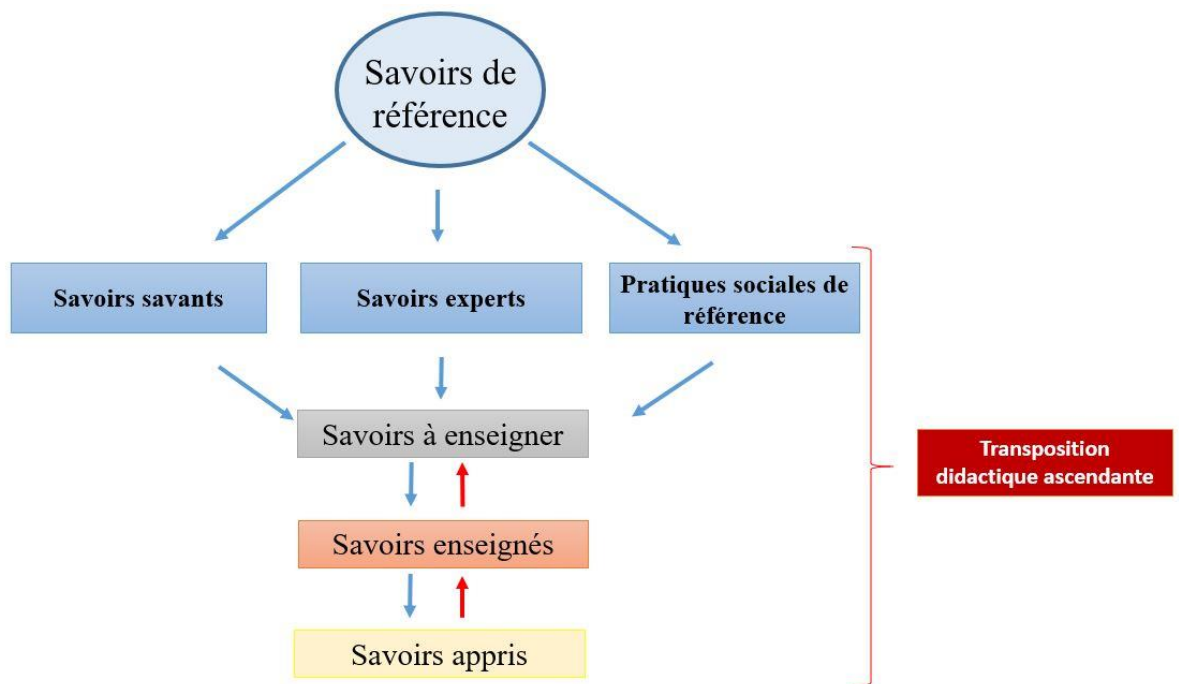 Savoirs de
référence
Savoirs savants
Savoirs experts
Pratiques sociales de
référence
Savoirs à enseigner
Transposition
didactique ascendante
Savoirs enseignés
Savoirs appris